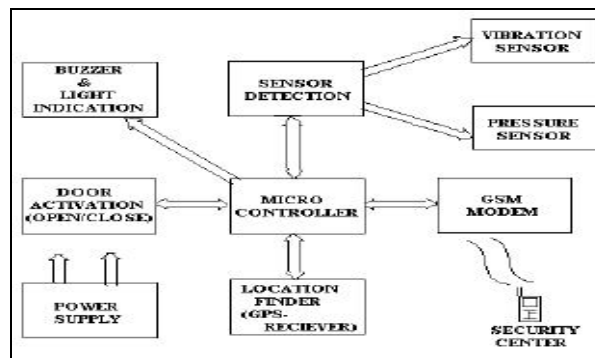 VIBRATION
SENSOR
BUZZER
&
LIGHT
INDICATION
SENSOR
DETECTION
PRESSURE
SENSOR
DOOR
ACTIVATION
(OPEN/CLOSE)
MICRO
CONTROLLER
GSM
MODEM
POWER
SUPPLY
LOCATION
FINDER
(GPS-
RECIEVER)
SECURITY
CENTER